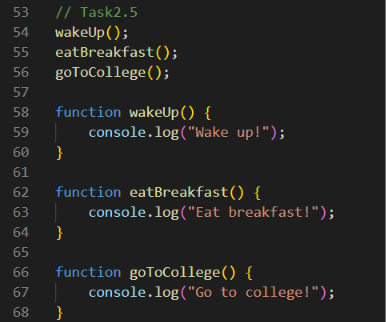 53 // Task2.5
54 wakeUp();
55 eatBreakfast();
56 goToCollege();
57
58 function wakeUp() {
59     console.log("Wake up!");
60 }
61
62 function eatBreakfast() {
63     console.log("Eat breakfast!");
64 }
65
66 function goToCollege() {
67     console.log("Go to college!");
68 }